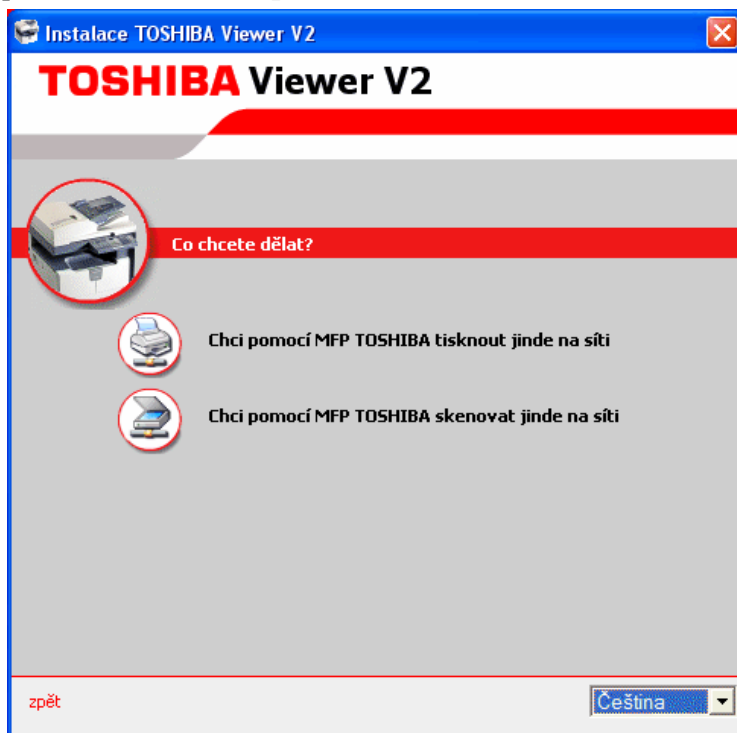 Instalace TOSHIBA Viewer V2
TOSHIBA Viewer V2
Co chcete dělat?
Chci pomocí MFP TOSHIBA tisknout jinde na síti
Chci pomocí MFP TOSHIBA skenovat jinde na síti
zpět
Čeština